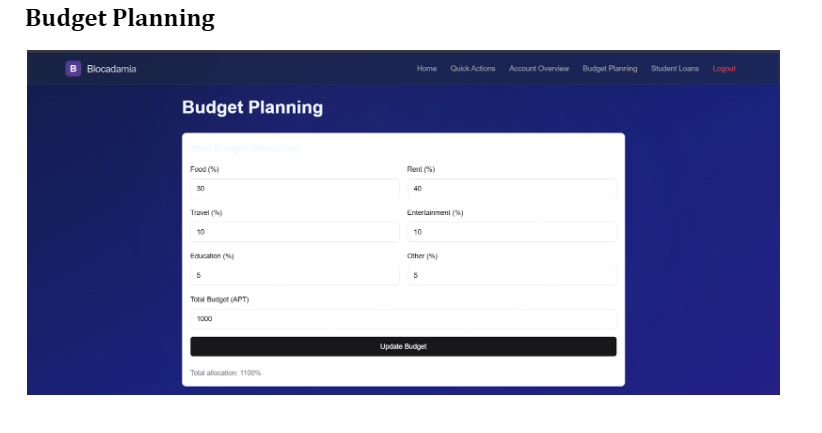 Budget Planning
B Blocadamia Home Quick Actions Account Overview Budget Planning Student Loans Logout
Budget Planning
Your Budget Allocation
Food (%) Rent (%)
30 40
Travel (%) Entertainment (%)
10 10
Education (%) Other (%)
5 5
Total Budget (APT)
1000
Update Budget
Total allocation: 1100%